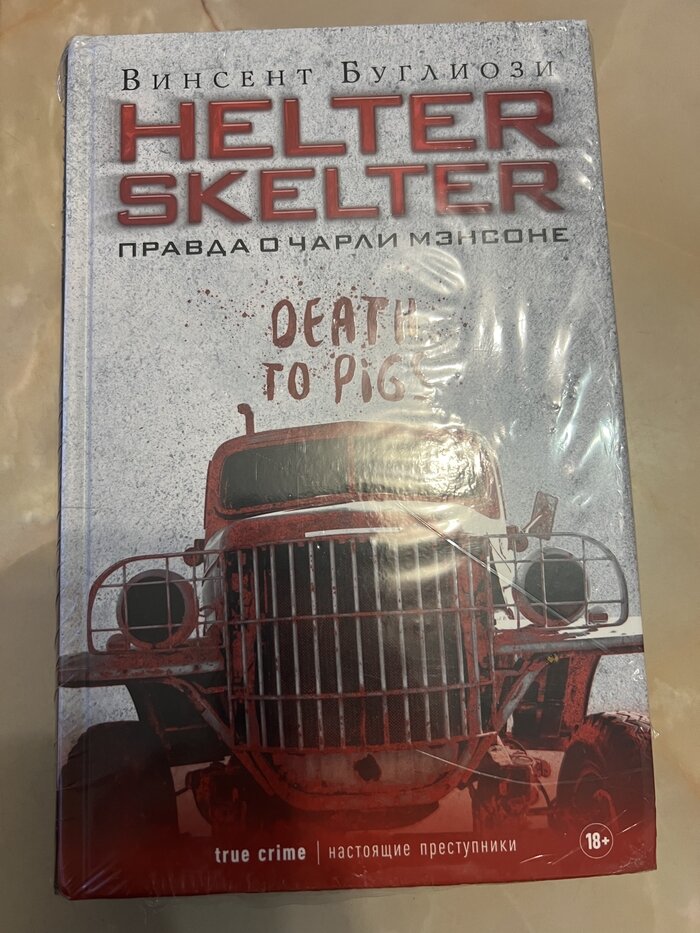 Винсент Буглиози
HELTER
SKELTER
ПРАВДА О ЧАРЛИ МЭНСОНЕ
DEATH
TO PiGS
true crime | настоящие преступники
18+